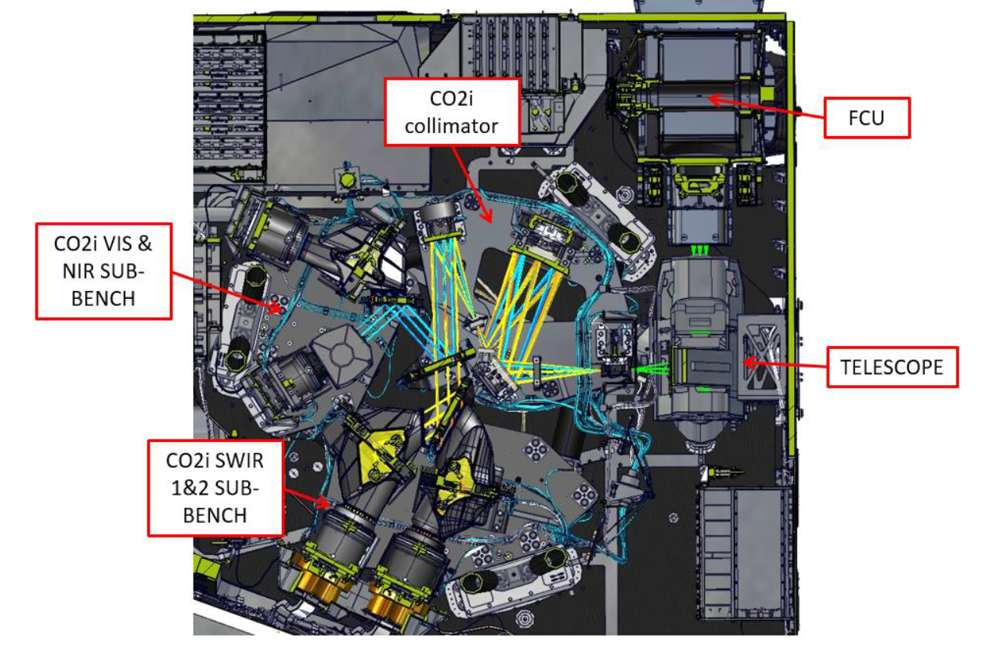 CO2i
collimator
FCU
CO2i VIS &
NIR SUB-
BENCH
TELESCOPE
CO2i SWIR
1&2 SUB-
BENCH